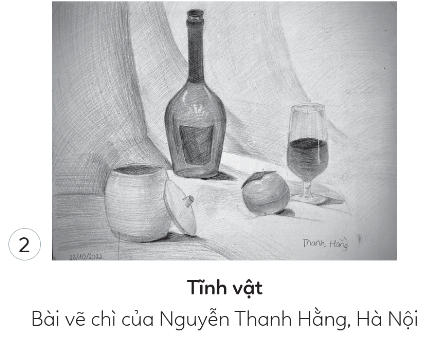 Thanh Hằng
2
Tĩnh vật
Bài vẽ chì của Nguyễn Thanh Hằng, Hà Nội